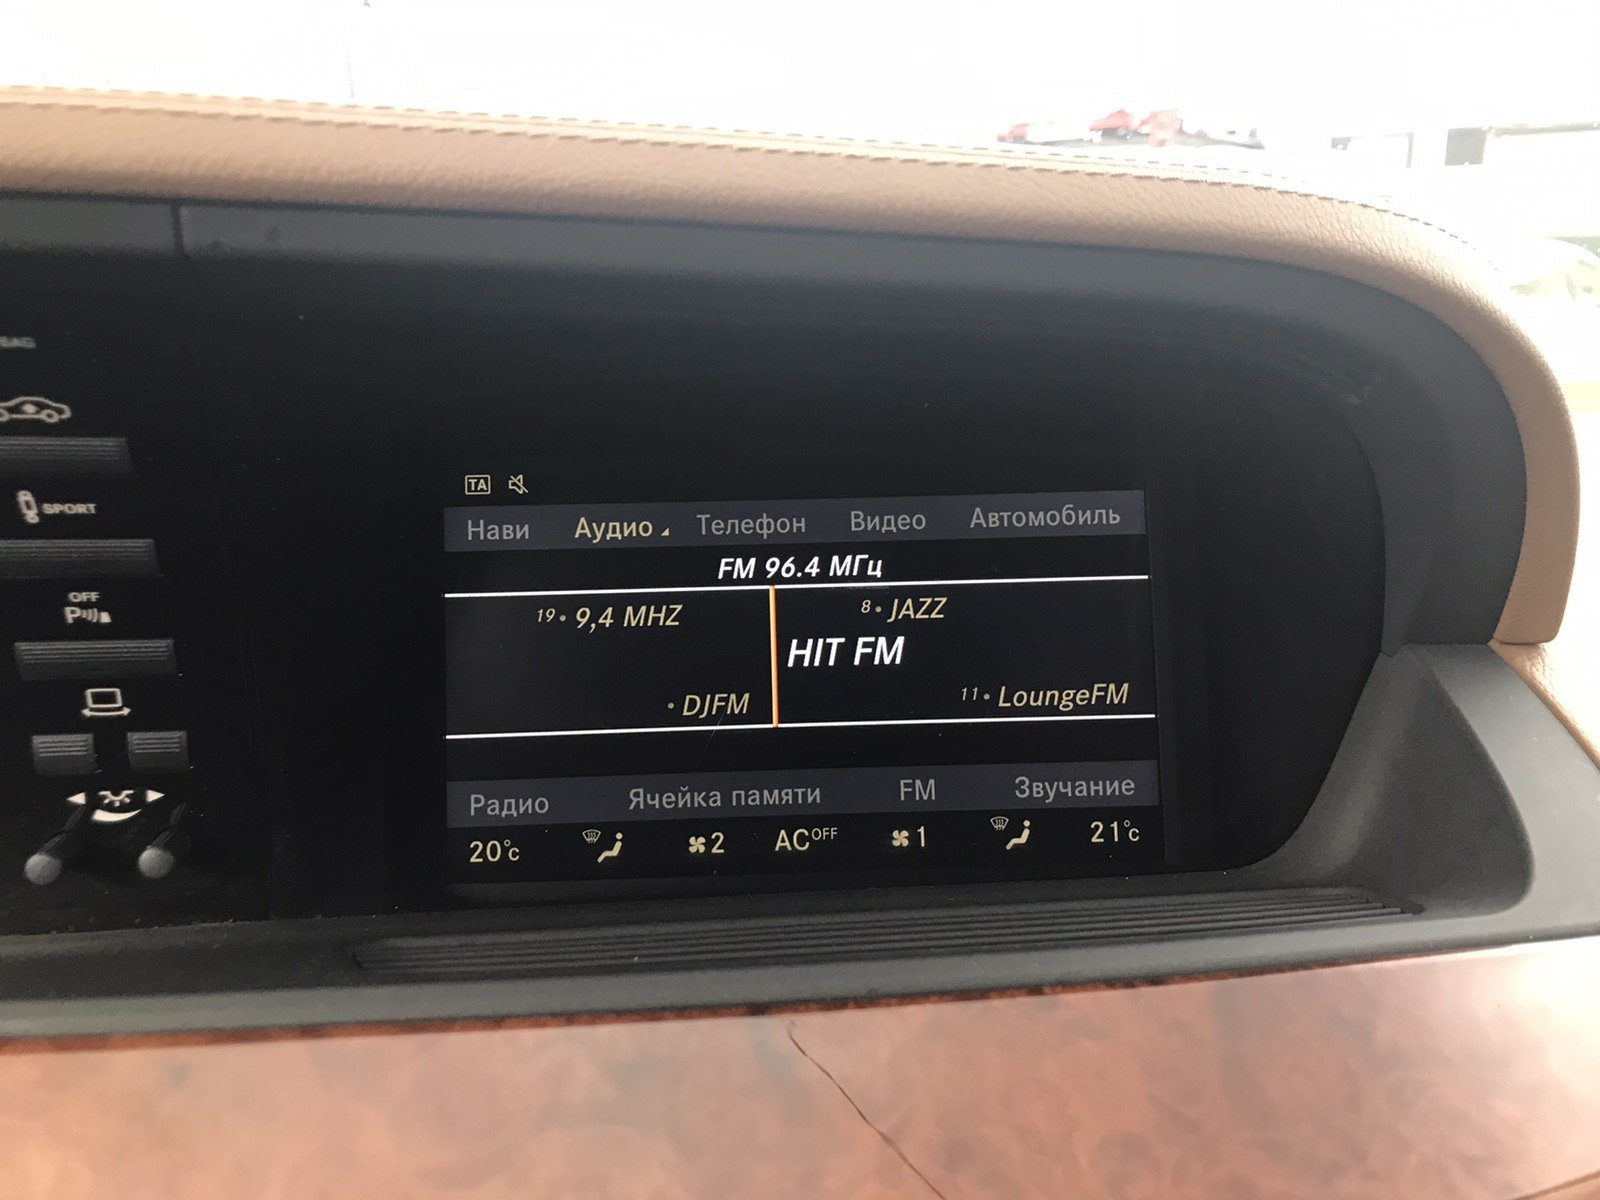 SPORT
OFF
P
TA
Нави Аудио Телефон Видео Автомобиль
FM 96.4 МГц
19• 9,4 MHZ 8• JAZZ
HIT FM
• DJFM 11• LoungeFM
Радио Ячейка памяти FM Звучание
20°C 2 AC OFF 1 21°C